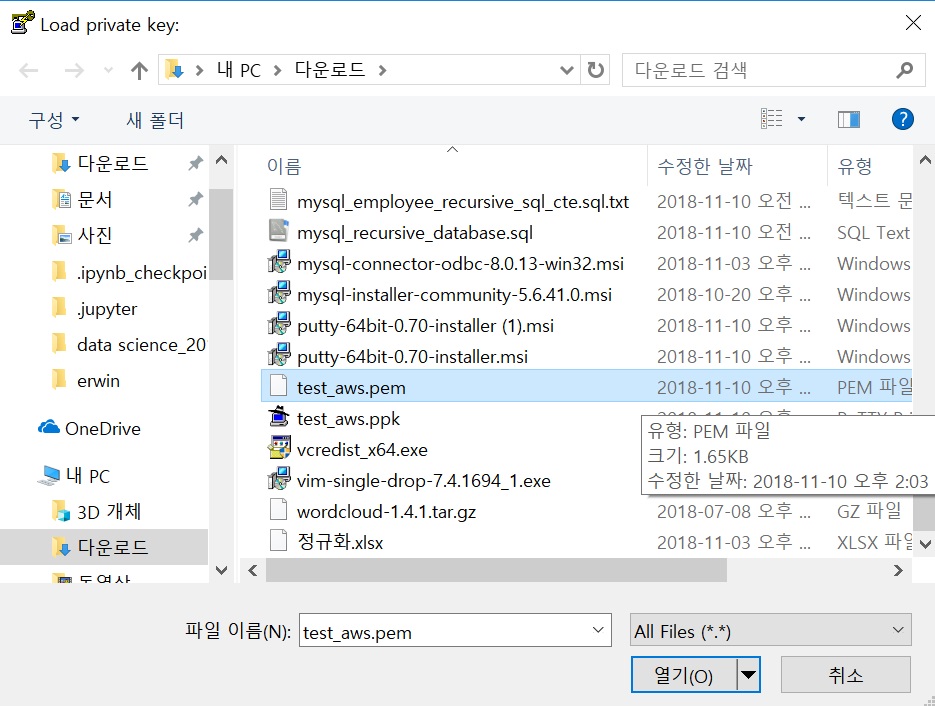 Load private key:
내 PC
다운로드
다운로드 검색
구성
새 폴더
다운로드
문서
사진
.ipynb_checkpoi
.jupyter
data science_20
erwin
OneDrive
내 PC
3D 개체
다운로드
동영상
이름 수정한 날짜 유형
mysql_employee_recursive_sql_cte.sql.txt 2018-11-10 오전 ... 텍스트 문
mysql_recursive_database.sql 2018-11-10 오전 ... SQL Text
mysql-connector-odbc-8.0.13-win32.msi 2018-11-03 오후 ... Windows
mysql-installer-community-5.6.41.0.msi 2018-10-20 오후 ... Windows
putty-64bit-0.70-installer (1).msi 2018-11-10 오후 ... Windows
putty-64bit-0.70-installer.msi 2018-11-10 오후 ... Windows
test_aws.pem 2018-11-10 오후 ... PEM 파일
test_aws.ppk
vcredist_x64.exe
vim-single-drop-7.4.1694_1.exe
wordcloud-1.4.1.tar.gz 2018-07-08 오후 ... GZ 파일
정규화.xlsx 2018-11-03 오후 ... XLSX 파일
유형: PEM 파일
크기: 1.65KB
수정한 날짜: 2018-11-10 오후 2:03
파일 이름(N): test_aws.pem All Files (*.*)
열기(O) 취소